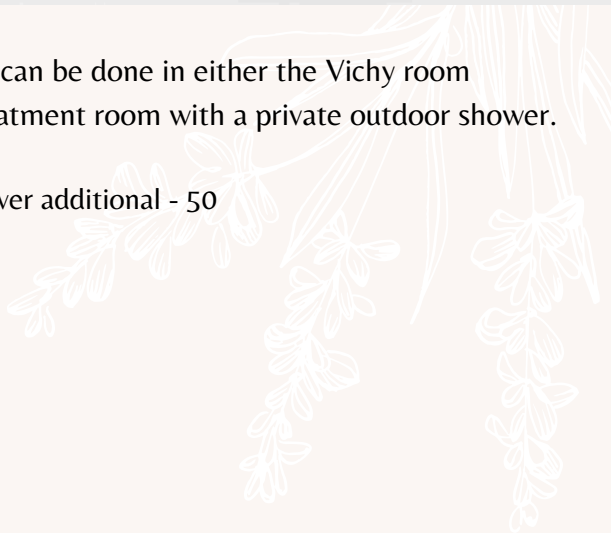 can be done in either the Vichy room
atment room with a private outdoor shower.
ver additional - 50